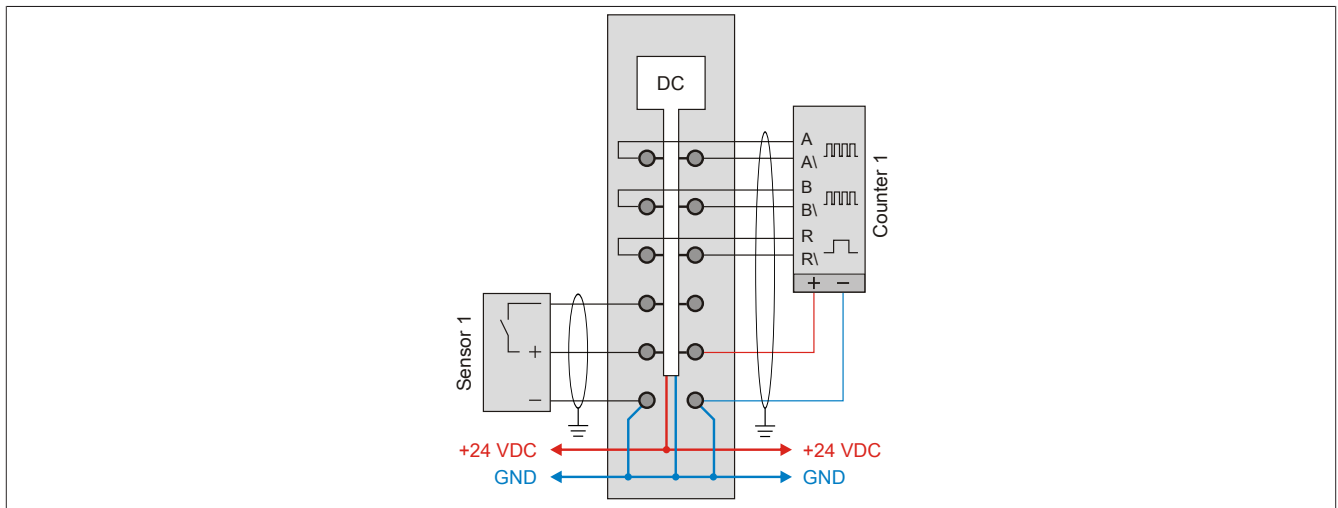 DC
A
A\
B
B\
R
R\
+ −
Counter 1
Sensor 1
+
−
+24 VDC
+24 VDC
GND
GND